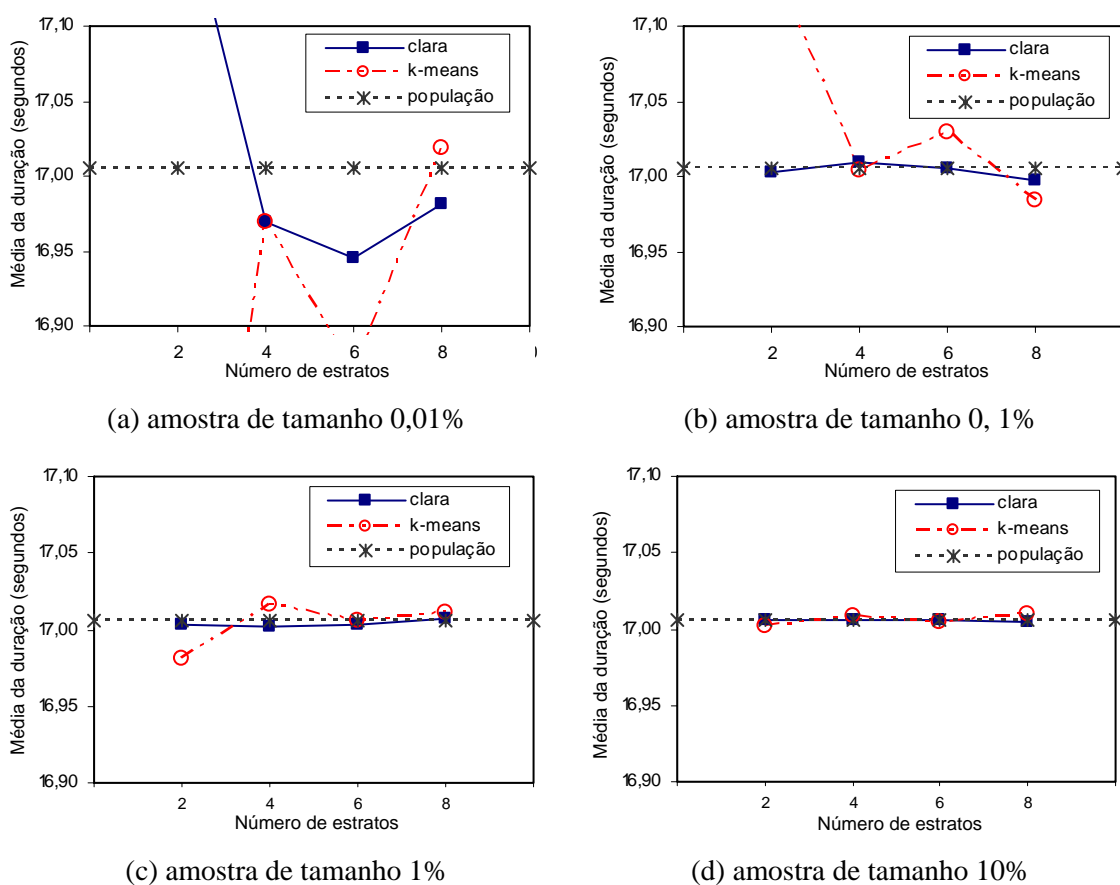 17,10
17,05
17,00
16,95
16,90
Média da duração (segundos)
clara
k-means
população
2 4 6 8
Número de estratos
(a) amostra de tamanho 0,01%
17,10
17,05
17,00
16,95
16,90
Média da duração (segundos)
clara
k-means
população
2 4 6 8
Número de estratos
(b) amostra de tamanho 0, 1%
17,10
17,05
17,00
16,95
16,90
Média da duração (segundos)
clara
k-means
população
2 4 6 8
Número de estratos
(c) amostra de tamanho 1%
17,10
17,05
17,00
16,95
16,90
Média da duração (segundos)
clara
k-means
população
2 4 6 8
Número de estratos
(d) amostra de tamanho 10%